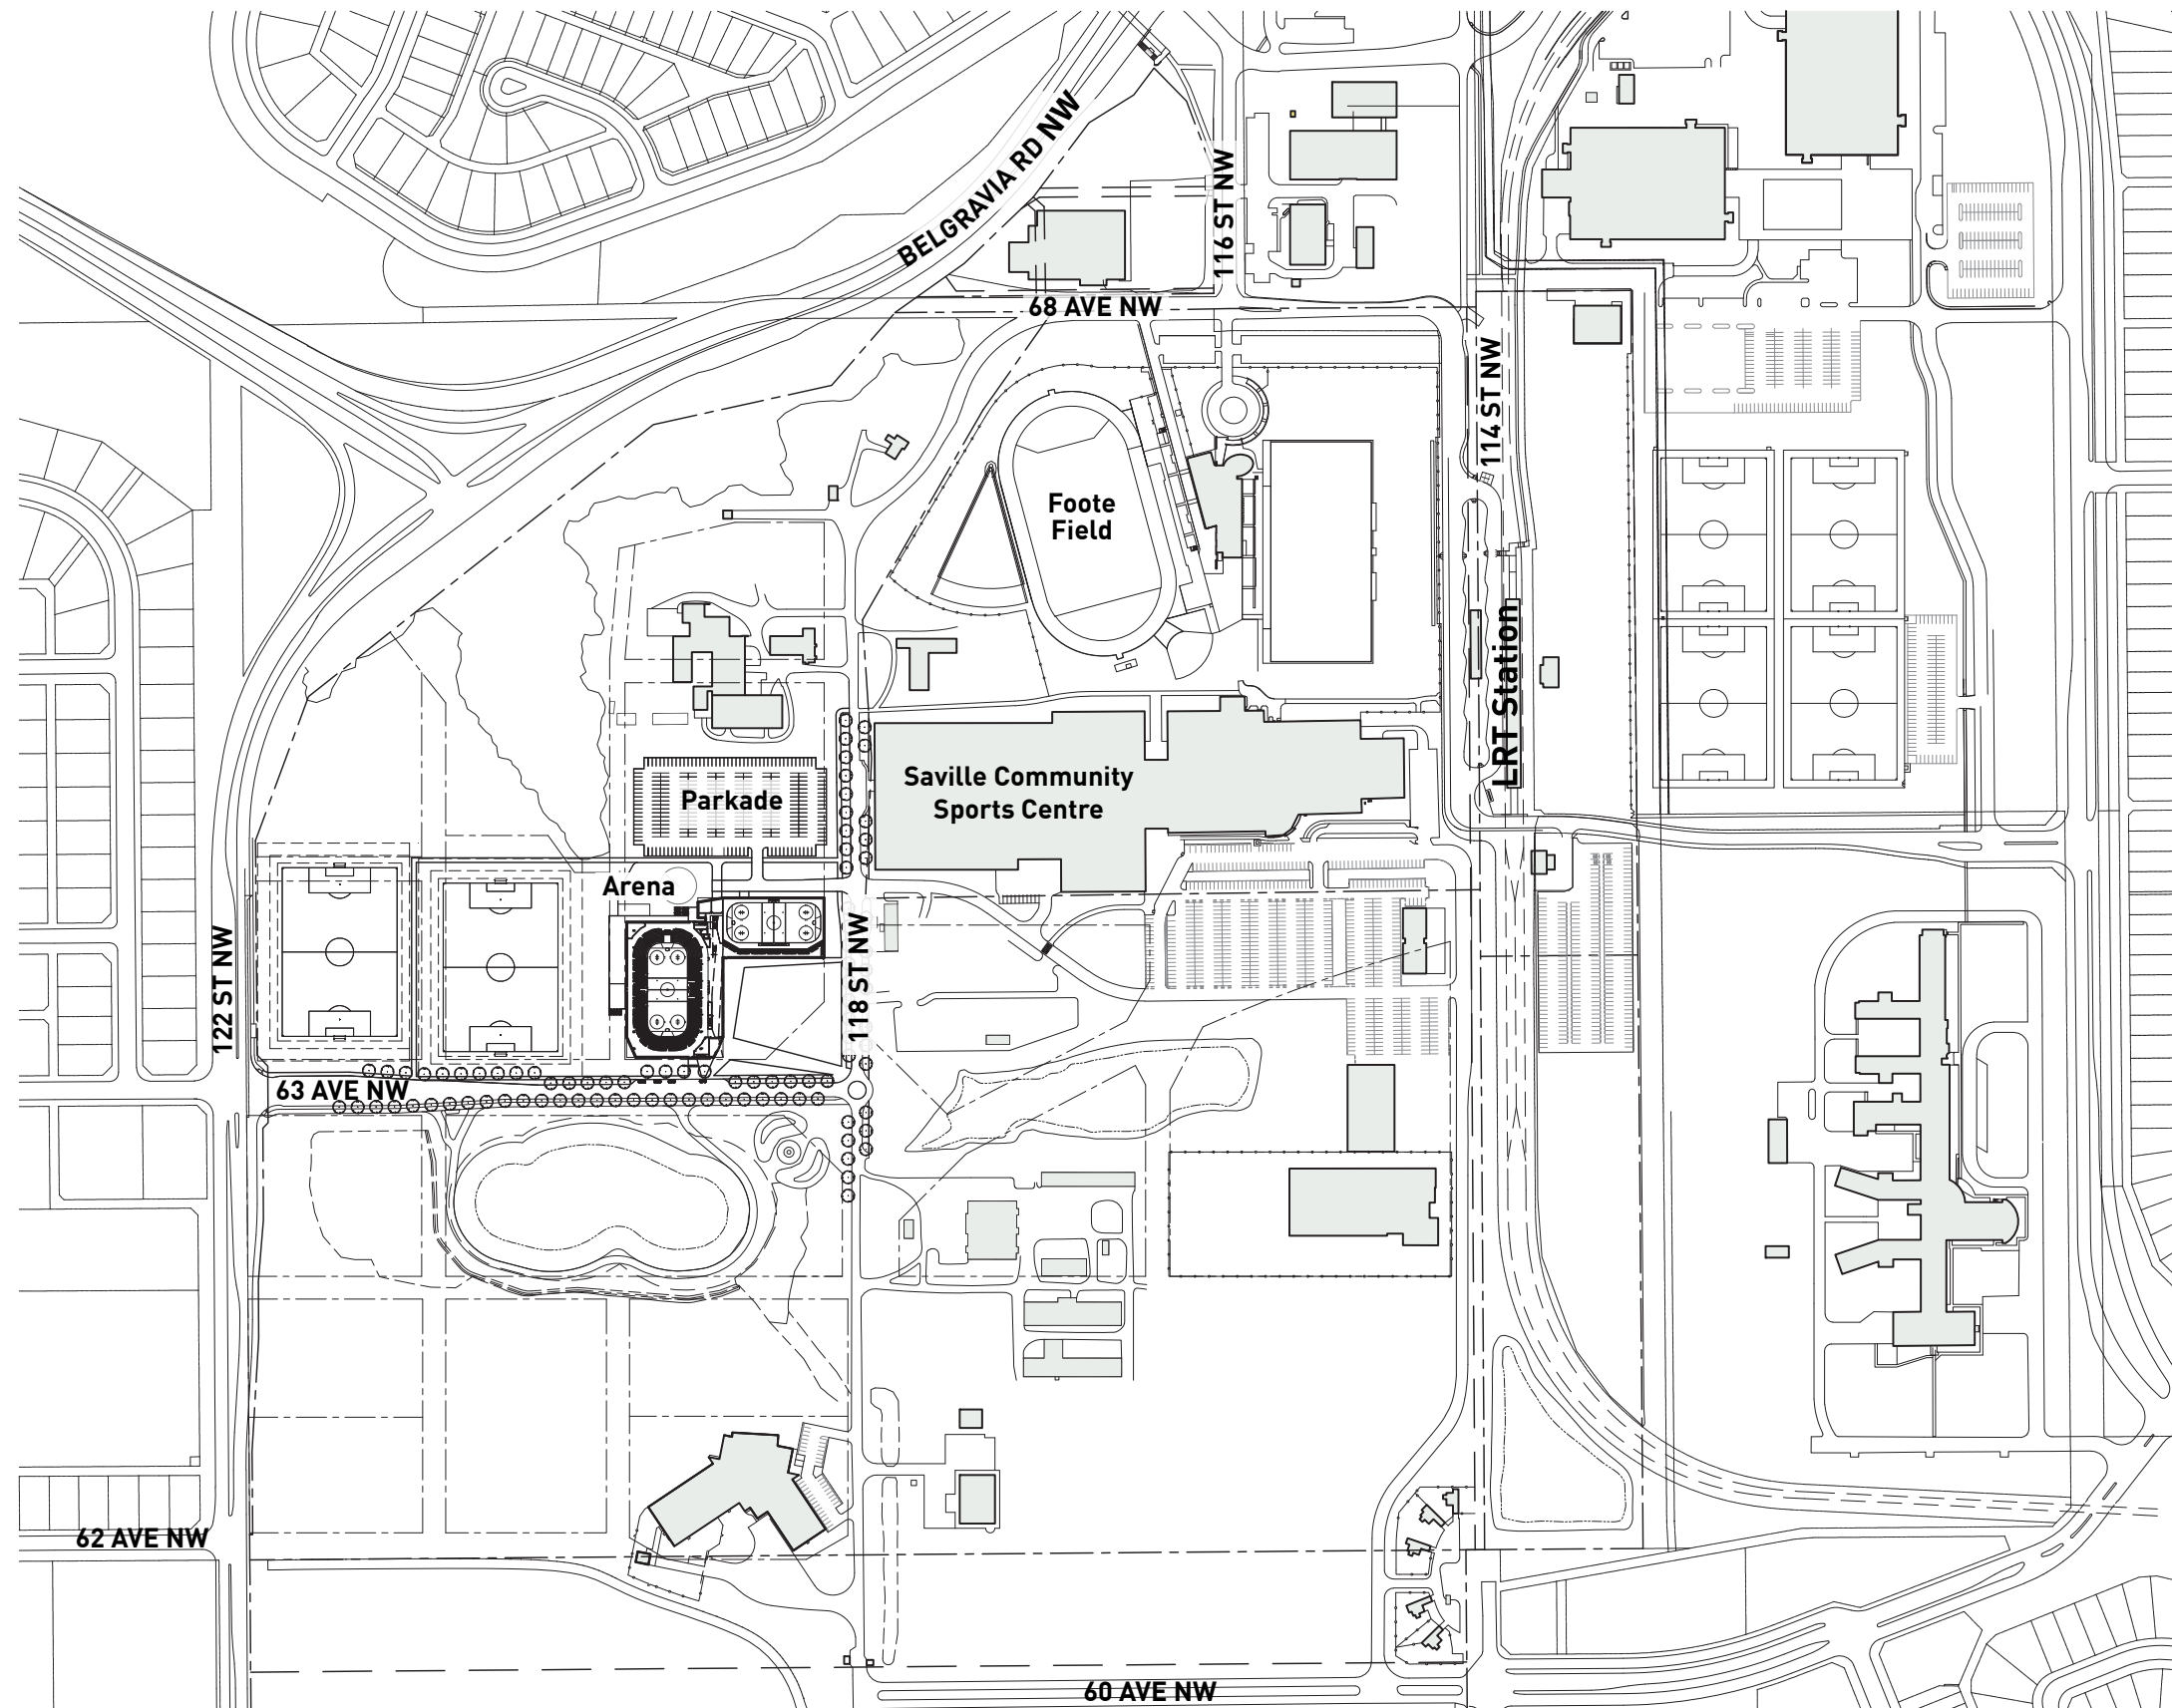 BELGRAVIA RD NW
116 ST NW
68 AVE NW
114 ST NW
Foote
Field
LRT Station
Saville Community
Sports Centre
Parkade
Arena
122 ST NW
118 ST NW
63 AVE NW
62 AVE NW
60 AVE NW